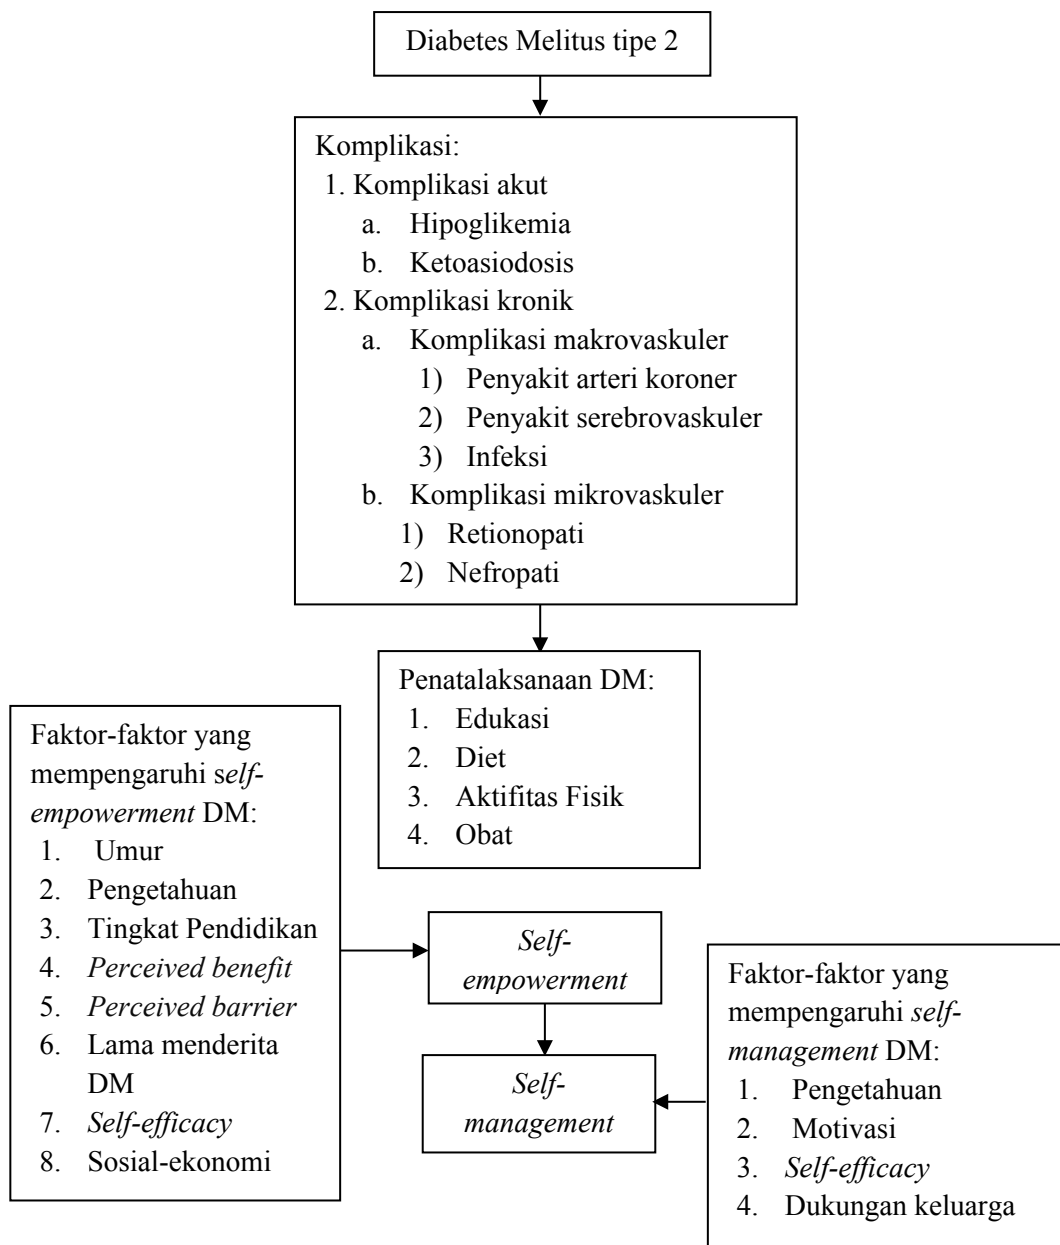 Diabetes Melitus tipe 2
Komplikasi:
1. Komplikasi akut
a. Hipoglikemia
b. Ketoasiodosis
2. Komplikasi kronik
a. Komplikasi makrovaskuler
1) Penyakit arteri koroner
2) Penyakit serebrovaskuler
3) Infeksi
b. Komplikasi mikrovaskuler
1) Retionopati
2) Nefropati
Penatalaksanaan DM:
1. Edukasi
2. Diet
3. Aktifitas Fisik
4. Obat
Faktor-faktor yang
mempengaruhi self-
empowerment DM:
1. Umur
2. Pengetahuan
3. Tingkat Pendidikan
4. Perceived benefit
5. Perceived barrier
6. Lama menderita
DM
7. Self-efficacy
8. Sosial-ekonomi
Self-
empowerment
Self-
management
Faktor-faktor yang
mempengaruhi self-
management DM:
1. Pengetahuan
2. Motivasi
3. Self-efficacy
4. Dukungan keluarga